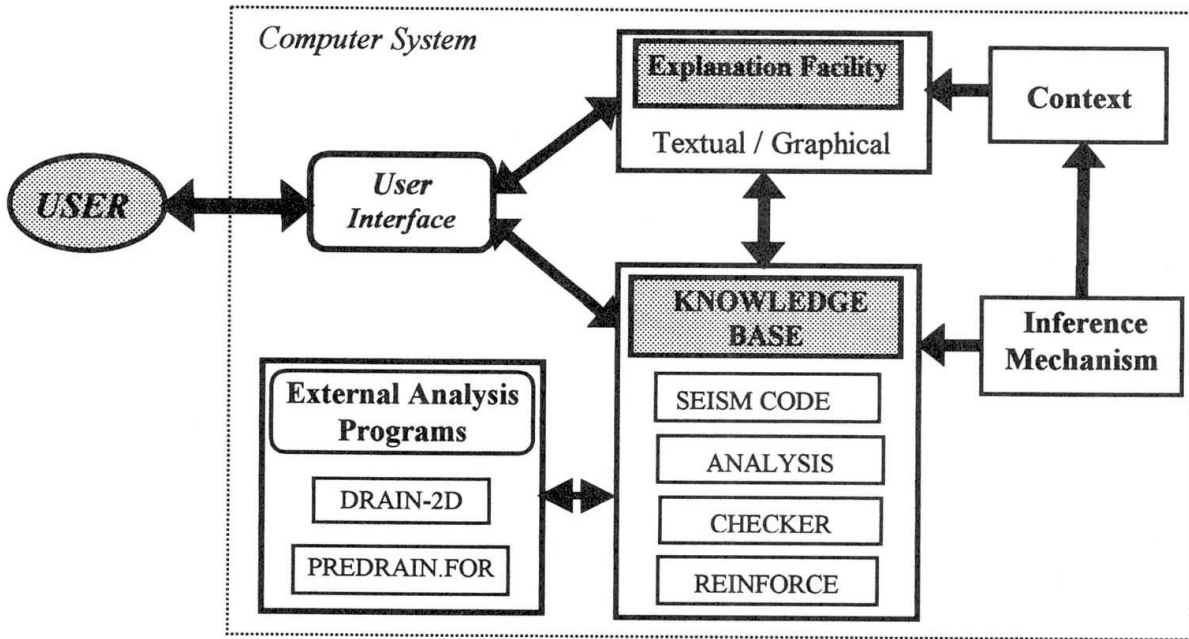 Computer System
Explanation Facility
Textual / Graphical
Context
USER
User
Interface
KNOWLEDGE
BASE
SEISM CODE
ANALYSIS
CHECKER
REINFORCE
Inference
Mechanism
External Analysis
Programs
DRAIN-2D
PREDRAIN.FOR